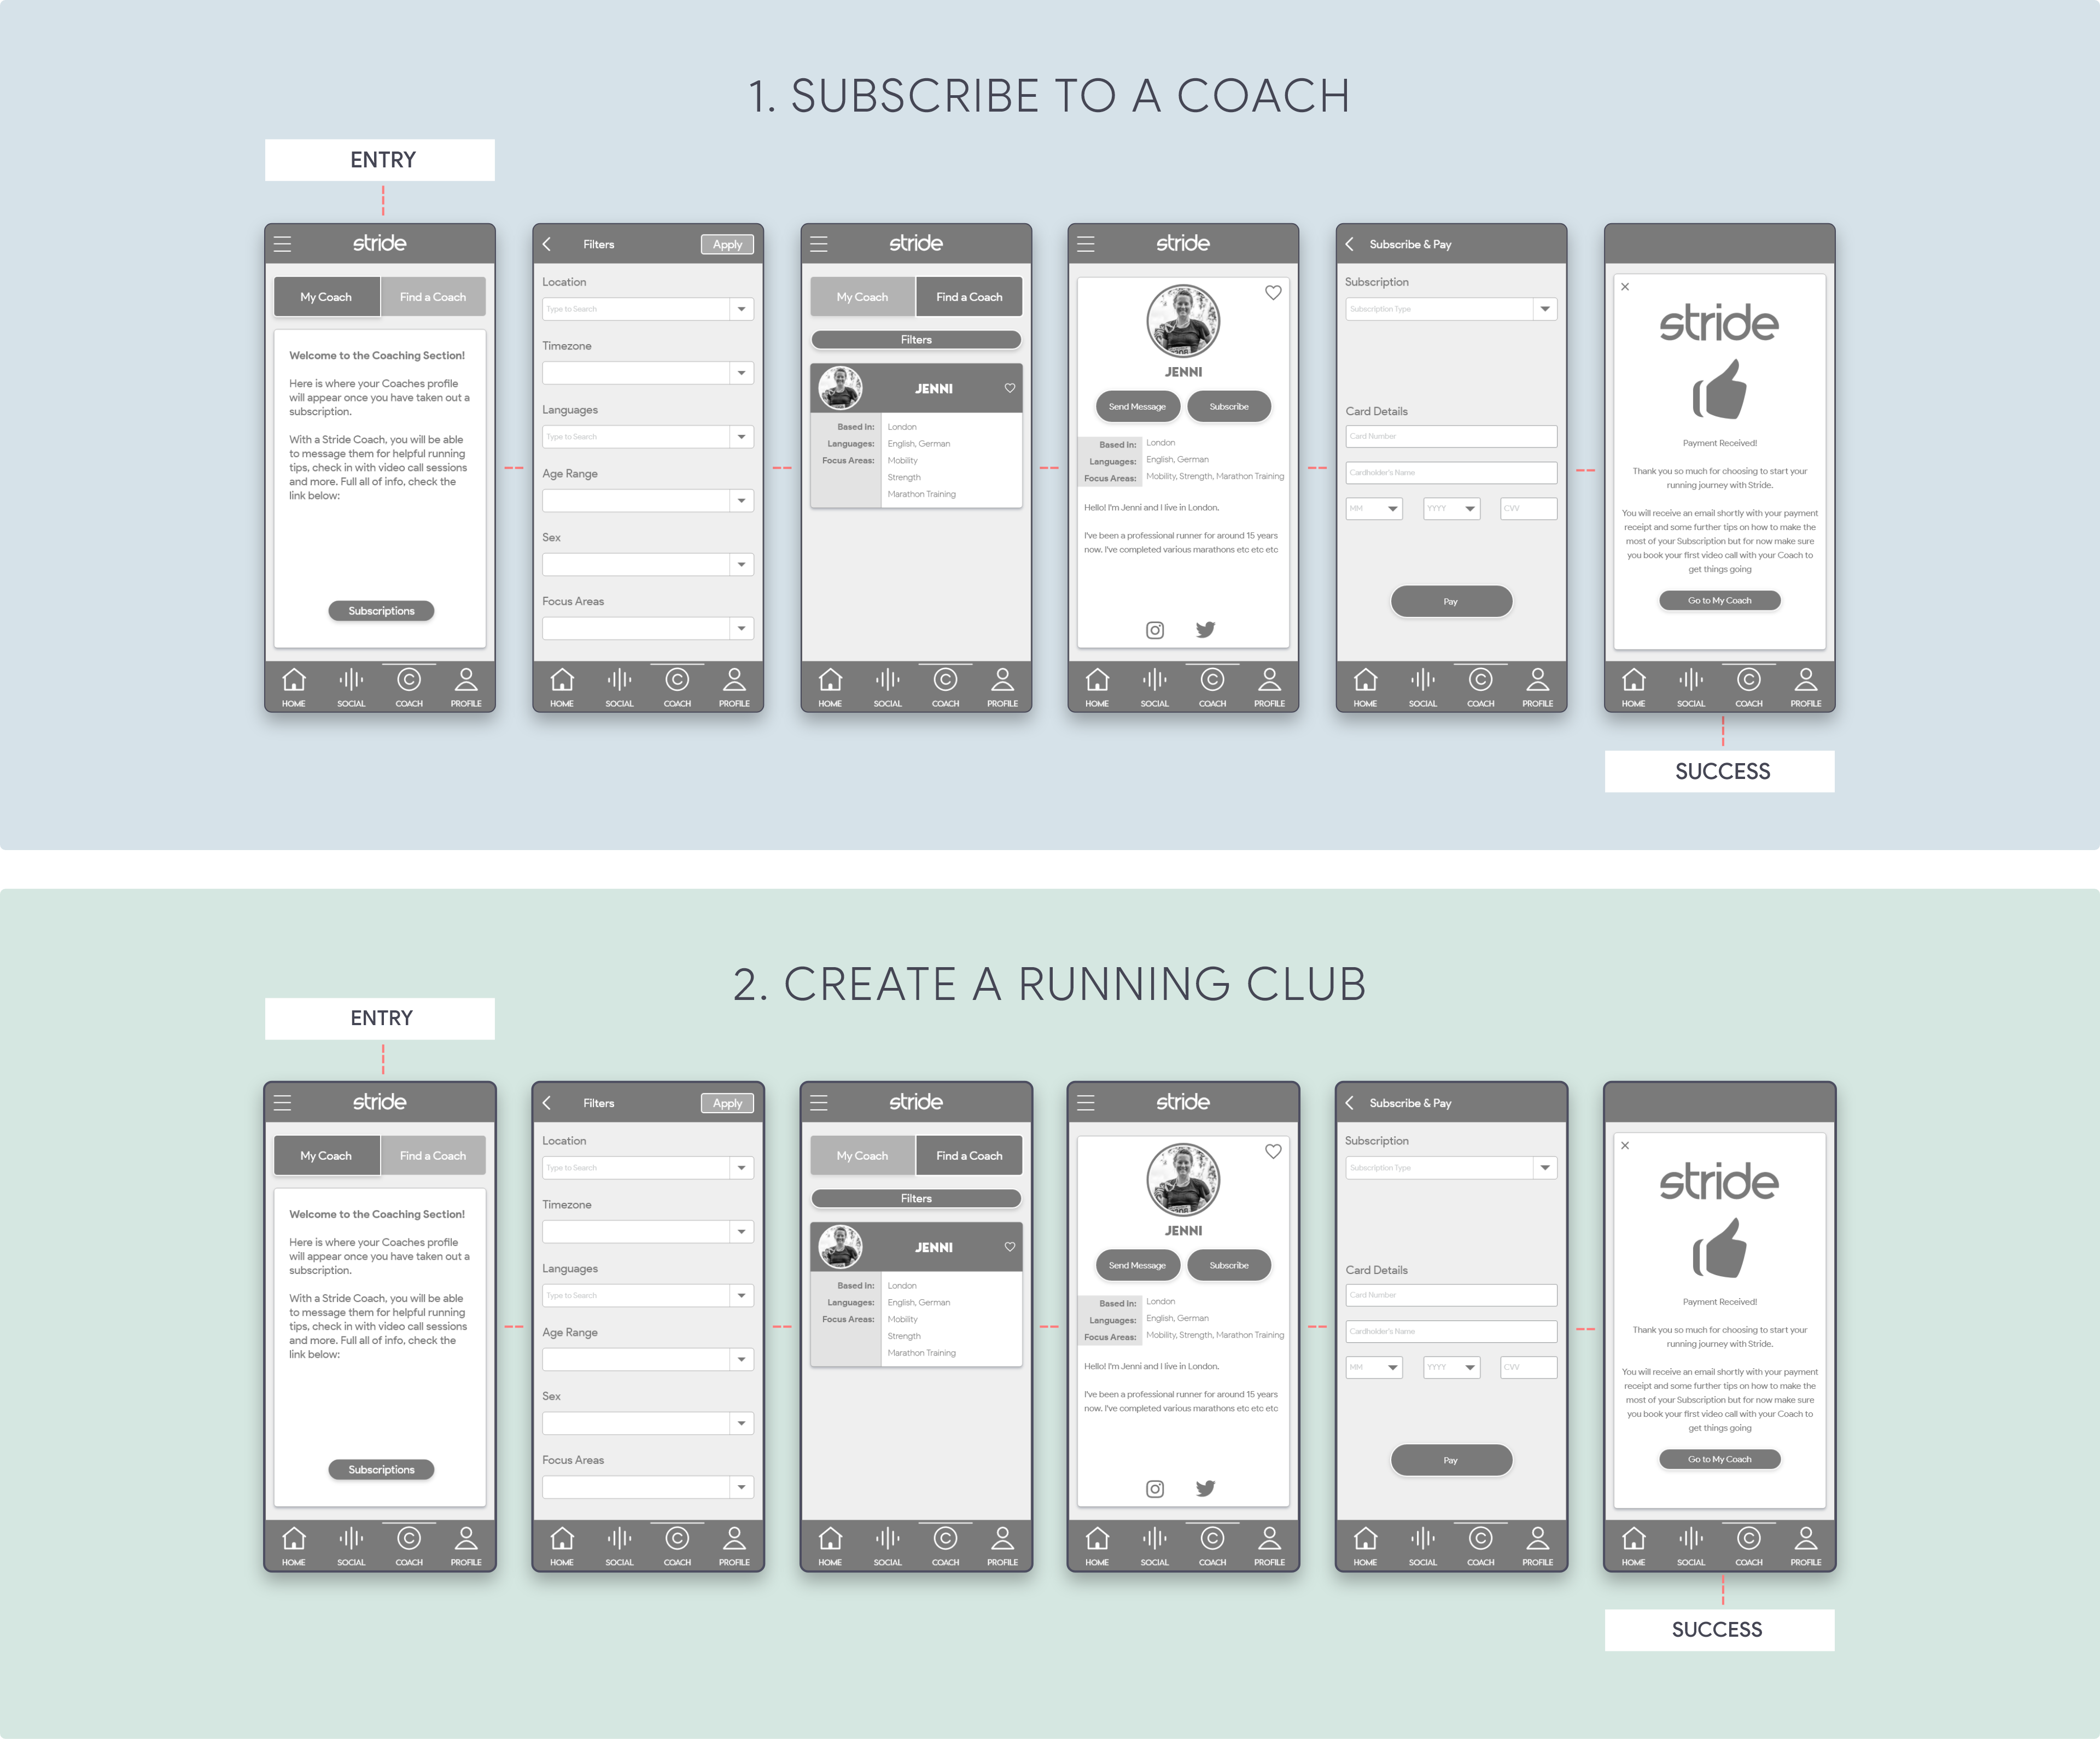 1. SUBSCRIBE TO A COACH
ENTRY
stride
My Coach
Find a Coach
Welcome to the Coaching Section!
Here is where your Coaches profile
will appear once you have taken out a
subscription.
With a Stride Coach, you will be able
to message them for helpful running
tips, check in with video call sessions
and more. Full all of info, check the
link below:
Subscriptions
HOME
SOCIAL
COACH
PROFILE
Filters
Apply
Location
Type to Search
Timezone
Languages
Type to Search
Age Range
Sex
Focus Areas
HOME
SOCIAL
COACH
PROFILE
stride
My Coach
Find a Coach
Filters
JENNI
Based In: London
Languages: English, German
Focus Areas: Mobility
Strength
Marathon Training
HOME
SOCIAL
COACH
PROFILE
stride
JENNI
Send Message
Subscribe
Based In: London
Languages: English, German
Focus Areas: Mobility, Strength, Marathon Training
Hello! I'm Jenni and I live in London.
I've been a professional runner for around 15 years
now. I've completed various marathons etc etc etc
HOME
SOCIAL
COACH
PROFILE
Subscribe & Pay
Subscription
Subscription Type
Card Details
Card Number
Cardholder's Name
MM
YYYY
CVV
Pay
HOME
SOCIAL
COACH
PROFILE
stride
Payment Received!
Thank you so much for choosing to start your
running journey with Stride.
You will receive an email shortly with your payment
receipt and some further tips on how to make the
most of your Subscription but for now make sure
you book your first video call with your Coach to
get things going
Go to My Coach
HOME
SOCIAL
COACH
PROFILE
SUCCESS
2. CREATE A RUNNING CLUB
ENTRY
stride
My Coach
Find a Coach
Welcome to the Coaching Section!
Here is where your Coaches profile
will appear once you have taken out a
subscription.
With a Stride Coach, you will be able
to message them for helpful running
tips, check in with video call sessions
and more. Full all of info, check the
link below:
Subscriptions
HOME
SOCIAL
COACH
PROFILE
Filters
Apply
Location
Type to Search
Timezone
Languages
Type to Search
Age Range
Sex
Focus Areas
HOME
SOCIAL
COACH
PROFILE
stride
My Coach
Find a Coach
Filters
JENNI
Based In: London
Languages: English, German
Focus Areas: Mobility
Strength
Marathon Training
HOME
SOCIAL
COACH
PROFILE
stride
JENNI
Send Message
Subscribe
Based In: London
Languages: English, German
Focus Areas: Mobility, Strength, Marathon Training
Hello! I'm Jenni and I live in London.
I've been a professional runner for around 15 years
now. I've completed various marathons etc etc etc
HOME
SOCIAL
COACH
PROFILE
Subscribe & Pay
Subscription
Subscription Type
Card Details
Card Number
Cardholder's Name
MM
YYYY
CVV
Pay
HOME
SOCIAL
COACH
PROFILE
stride
Payment Received!
Thank you so much for choosing to start your
running journey with Stride.
You will receive an email shortly with your payment
receipt and some further tips on how to make the
most of your Subscription but for now make sure
you book your first video call with your Coach to
get things going
Go to My Coach
HOME
SOCIAL
COACH
PROFILE
SUCCESS